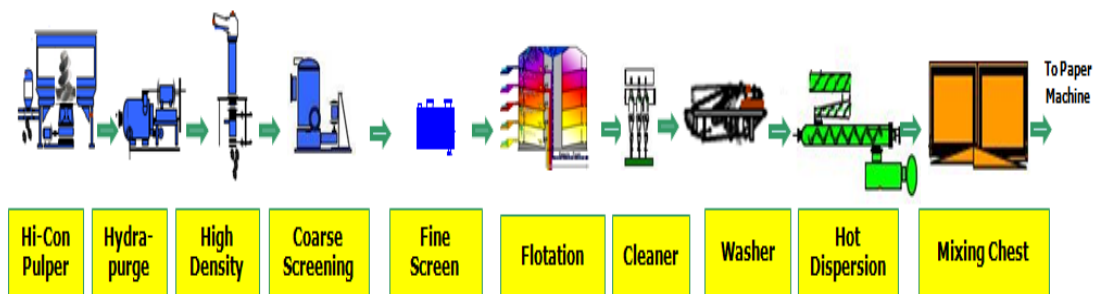 To Paper
Machine
Hi-Con
Pulper
Hydra-
purge
High
Density
Coarse
Screening
Fine
Screen
Flotation
Cleaner
Washer
Hot
Dispersion
Mixing Chest